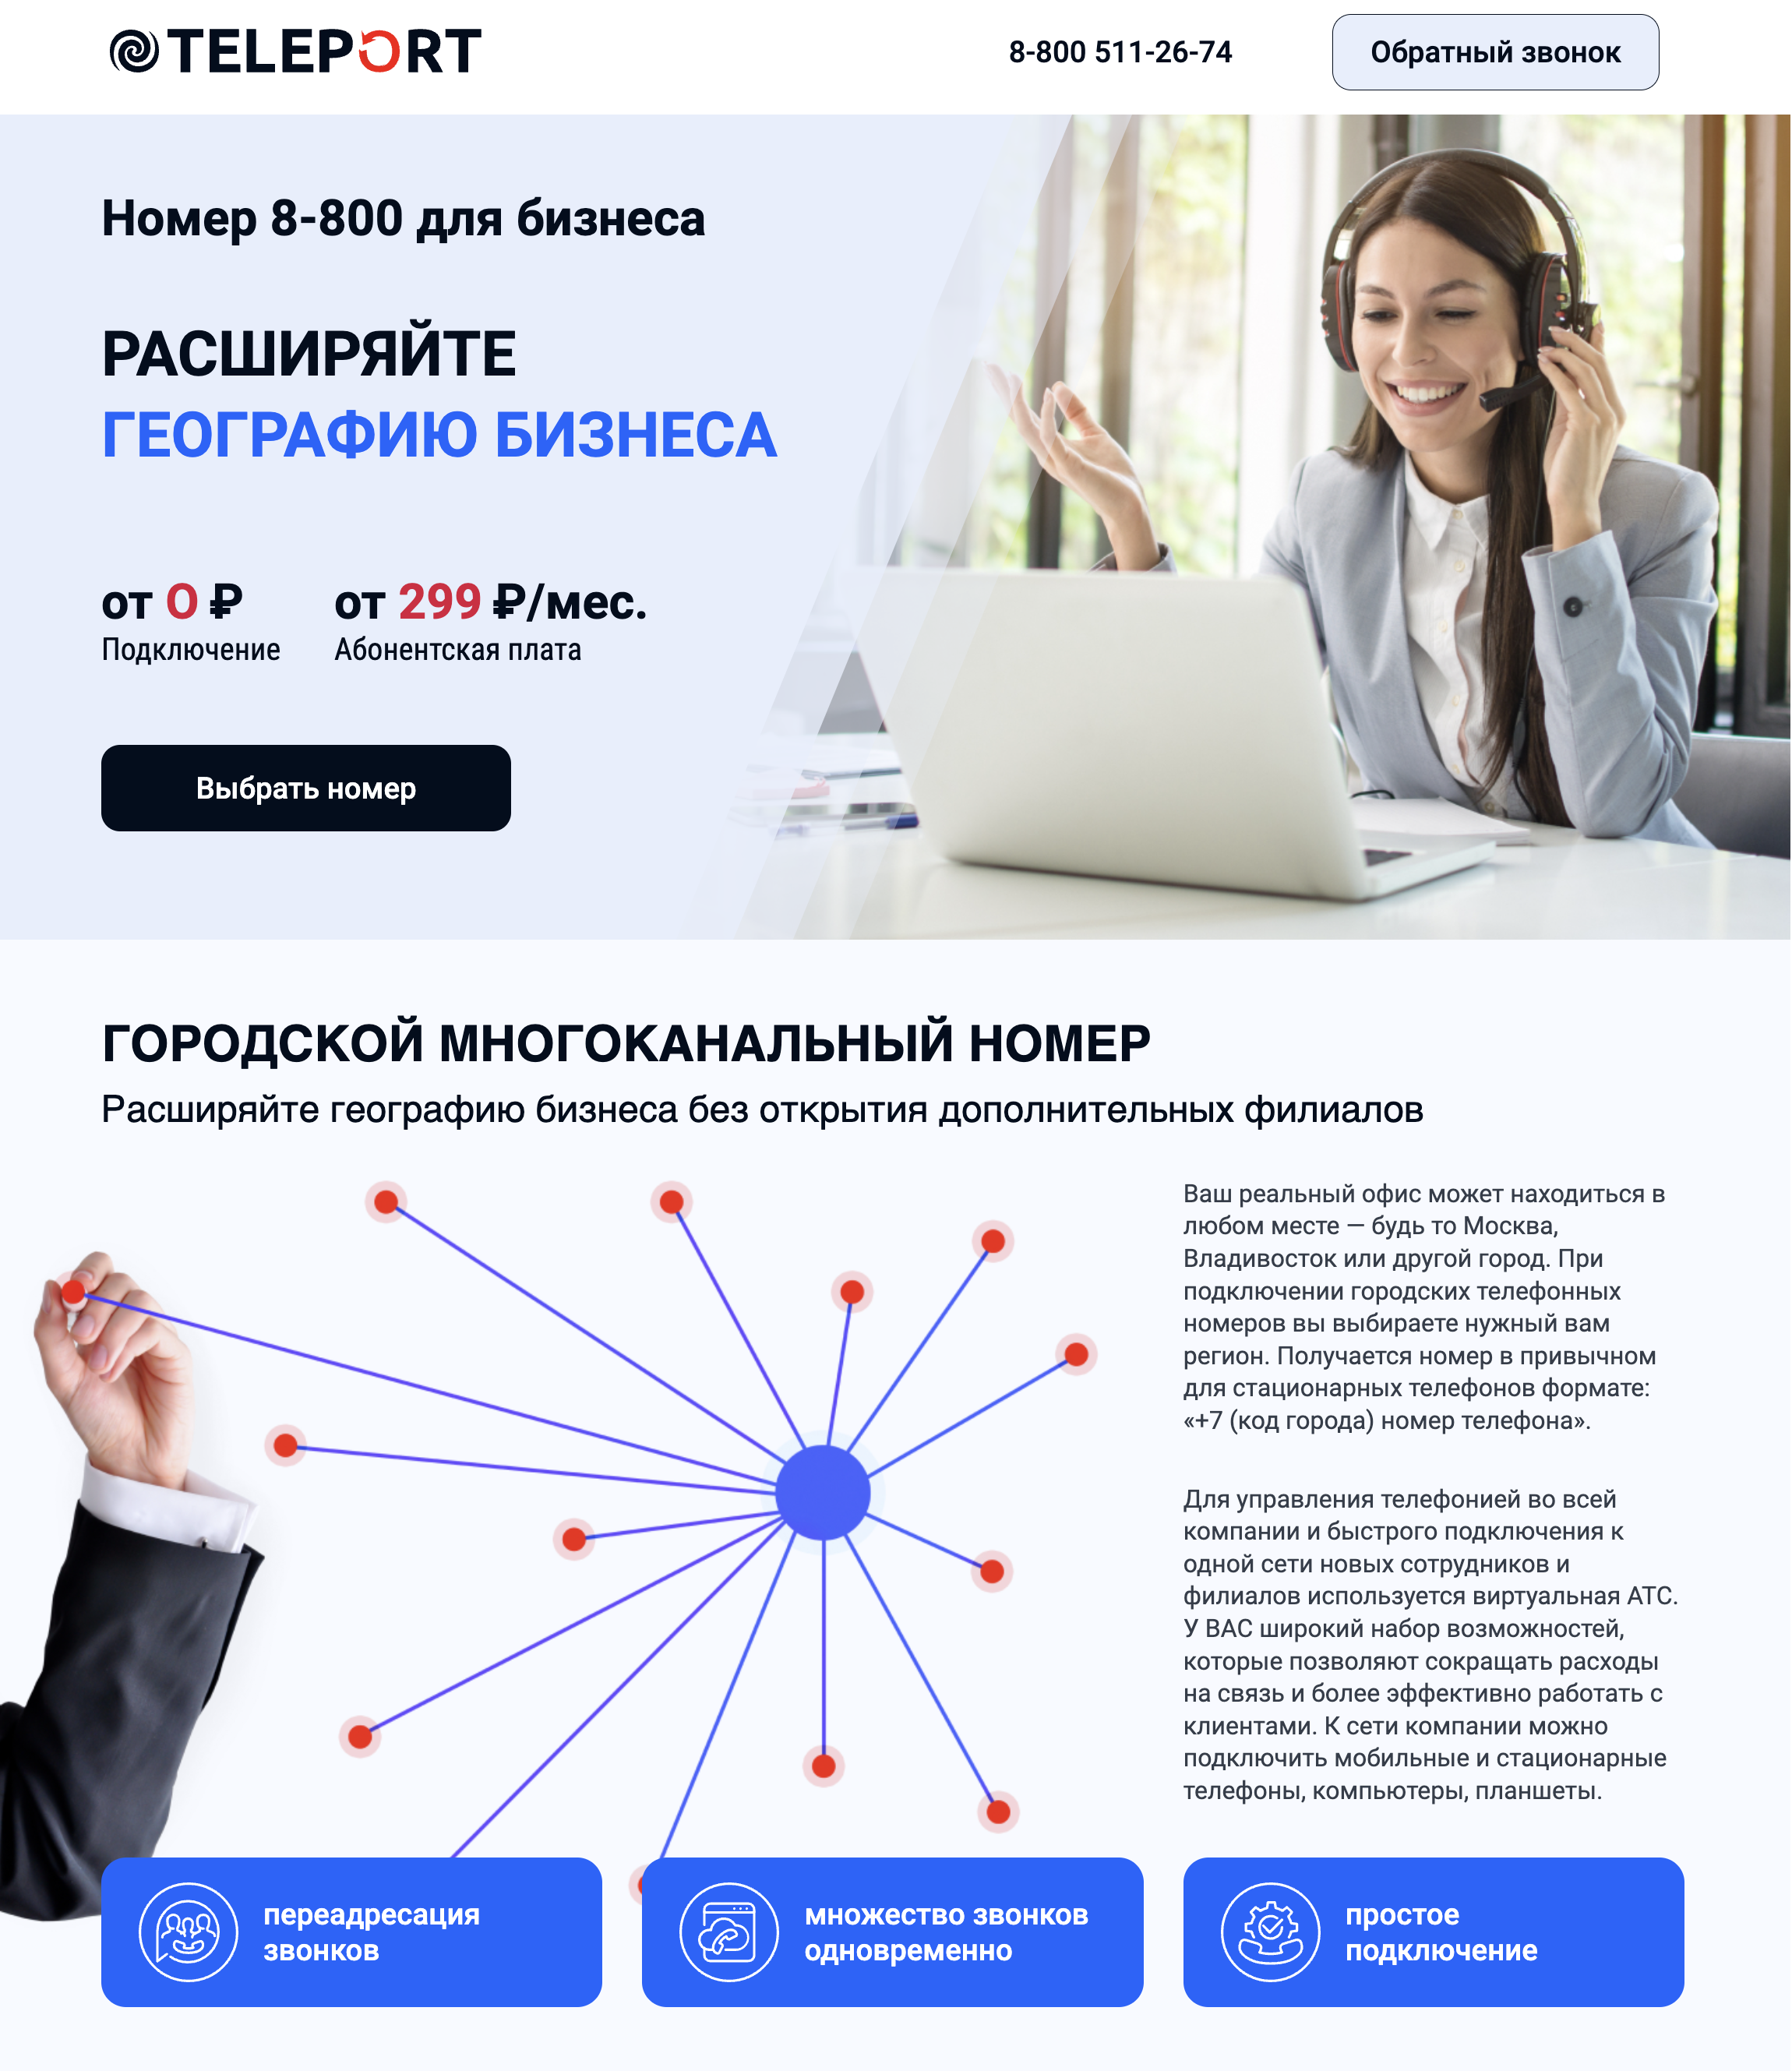 TELEPORT
8-800 511-26-74
Обратный звонок
Номер 8-800 для бизнеса
РАСШИРЯЙТЕ
ГЕОГРАФИЮ БИЗНЕСА
от 0 ₽
Подключение
от 299 ₽/мес.
Абонентская плата
Выбрать номер
ГОРОДСКОЙ МНОГОКАНАЛЬНЫЙ НОМЕР
Расширяйте географию бизнеса без открытия дополнительных филиалов
Ваш реальный офис может находиться в
любом месте — будь то Москва,
Владивосток или другой город. При
подключении городских телефонных
номеров вы выбираете нужный вам
регион. Получается номер в привычном
для стационарных телефонов формате:
«+7 (код города) номер телефона».
Для управления телефонией во всей
компании и быстрого подключения к
одной сети новых сотрудников и
филиалов используется виртуальная АТС.
У ВАС широкий набор возможностей,
которые позволяют сокращать расходы
на связь и более эффективно работать с
клиентами. К сети компании можно
подключить мобильные и стационарные
телефоны, компьютеры, планшеты.
переадресация
звонков
множество звонков
одновременно
простое
подключение